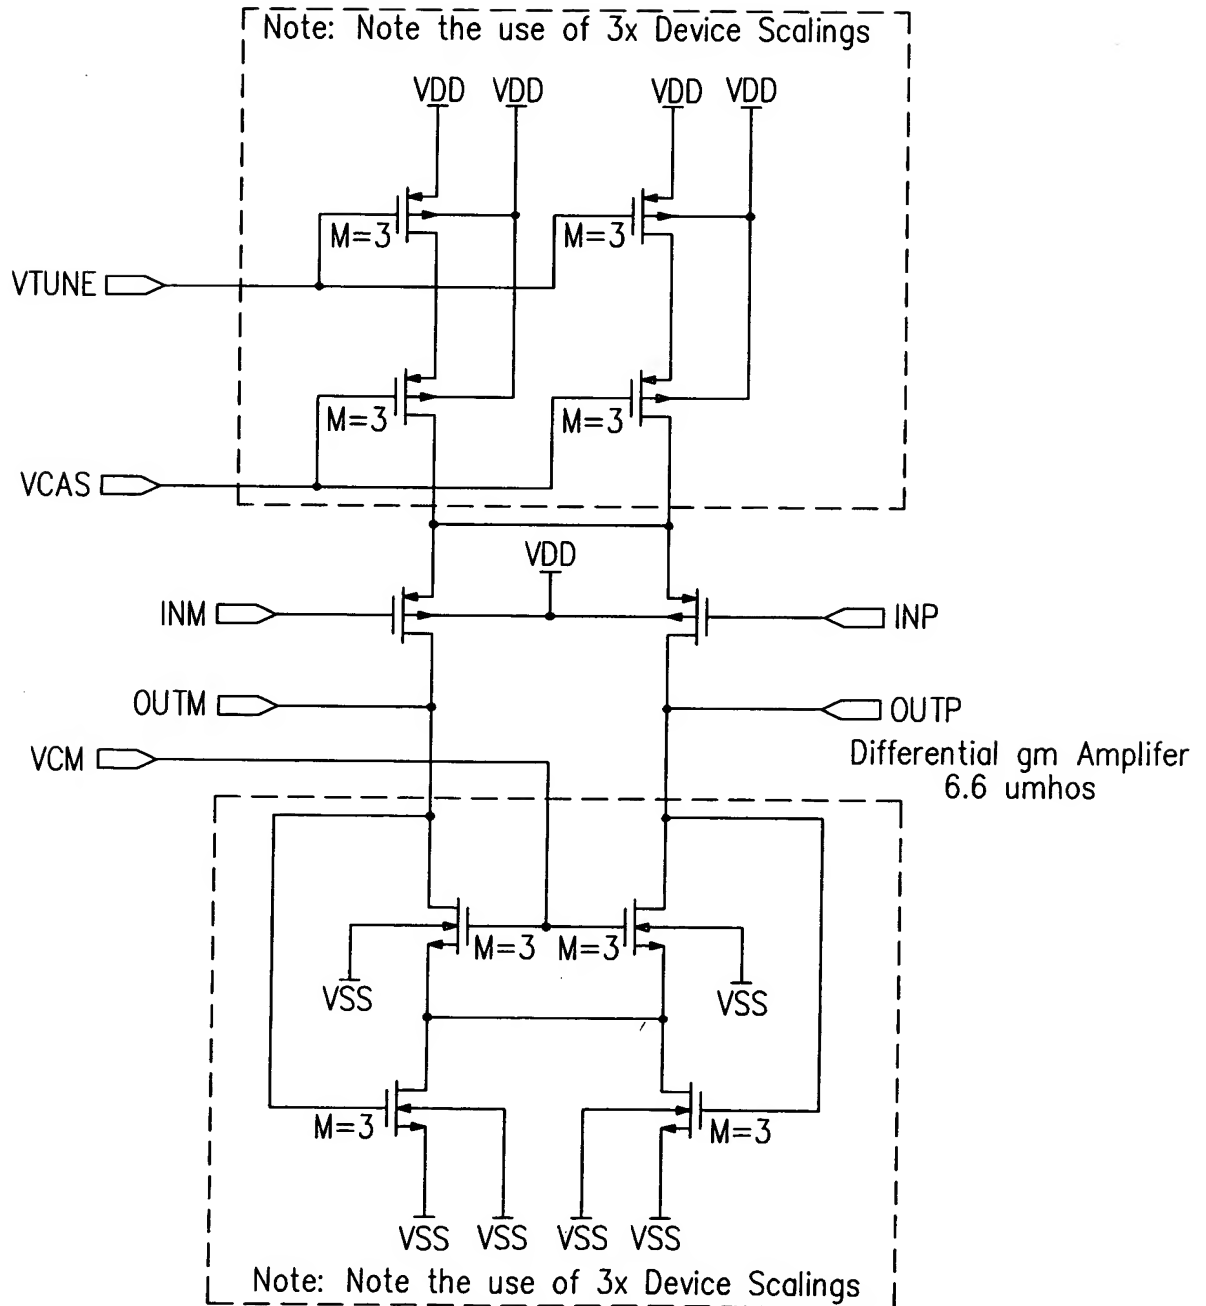 Note: Note the use of 3x Device Scalings
VDD VDD VDD VDD
M=3 M=3
VTUNE
M=3 M=3
VCAS
VDD
INM INP
OUTM OUTP
VCM Differential gm Amplifer
6.6 umhos
M=3 M=3
VSS VSS
M=3 M=3
VSS VSS VSS VSS
Note: Note the use of 3x Device Scalings